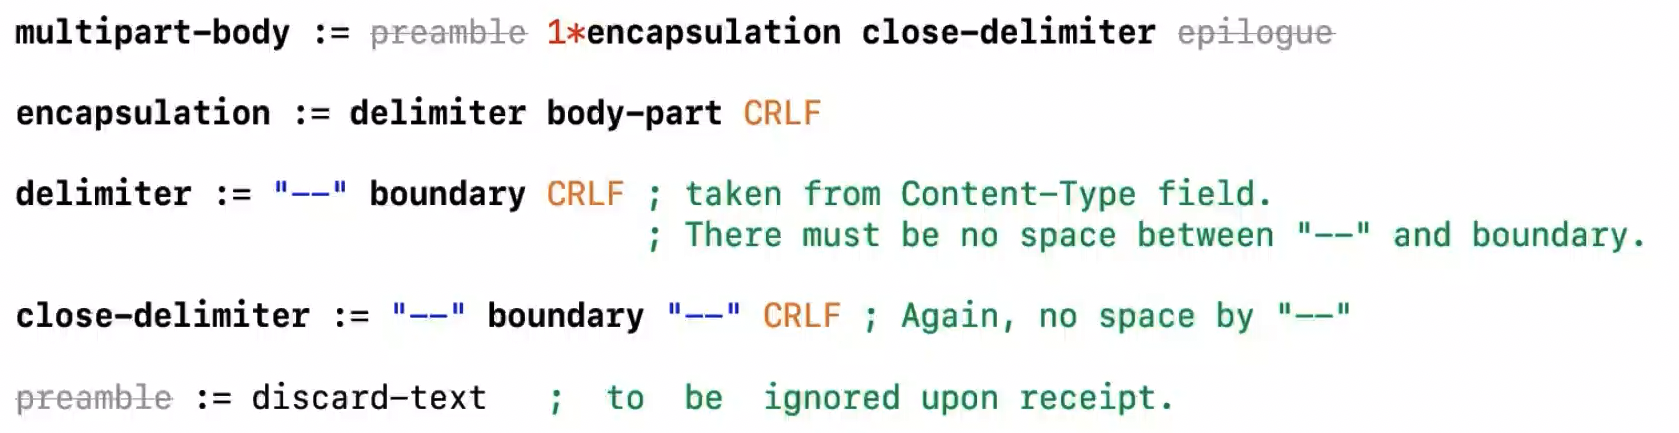 multipart-body := preamble 1*encapsulation close-delimiter epilogue
encapsulation := delimiter body-part CRLF
delimiter := "--" boundary CRLF ; taken from Content-Type field.
; There must be no space between "--" and boundary.
close-delimiter := "--" boundary "--" CRLF ; Again, no space by "--"
preamble := discard-text ; to be ignored upon receipt.